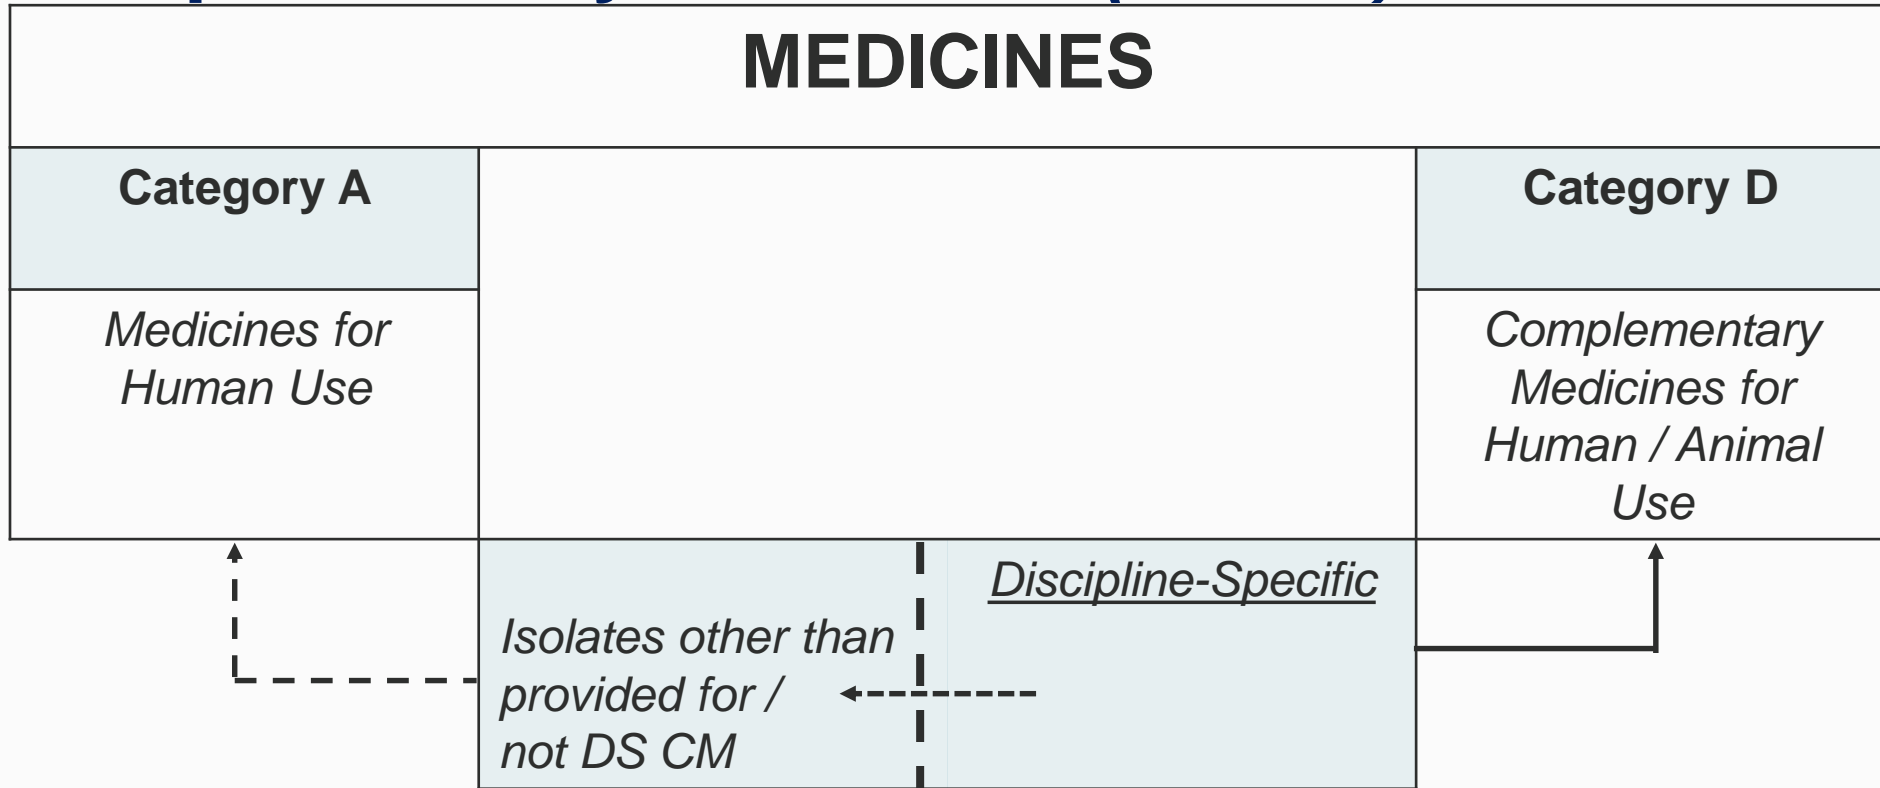 MEDICINES
Category A
Category D
Medicines for
Human Use
Complementary
Medicines for
Human / Animal
Use
Discipline-Specific
Isolates other than
provided for /
not DS CM